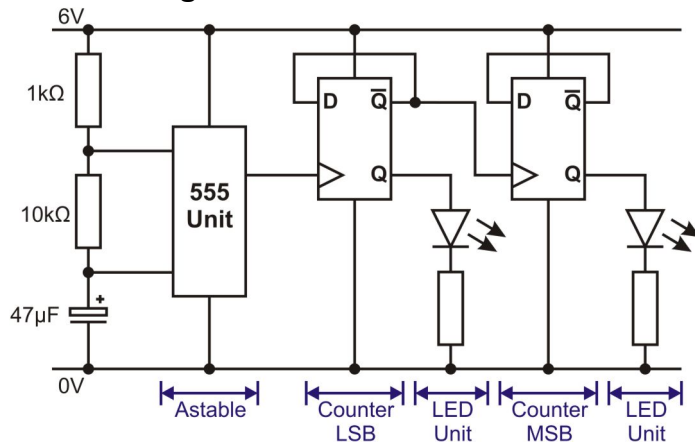 6V
1kΩ
10kΩ
47µF
+
0V
555
Unit
D
Q̅
Q
D
Q̅
Q
Astable
Counter
LSB
LED
Unit
Counter
MSB
LED
Unit